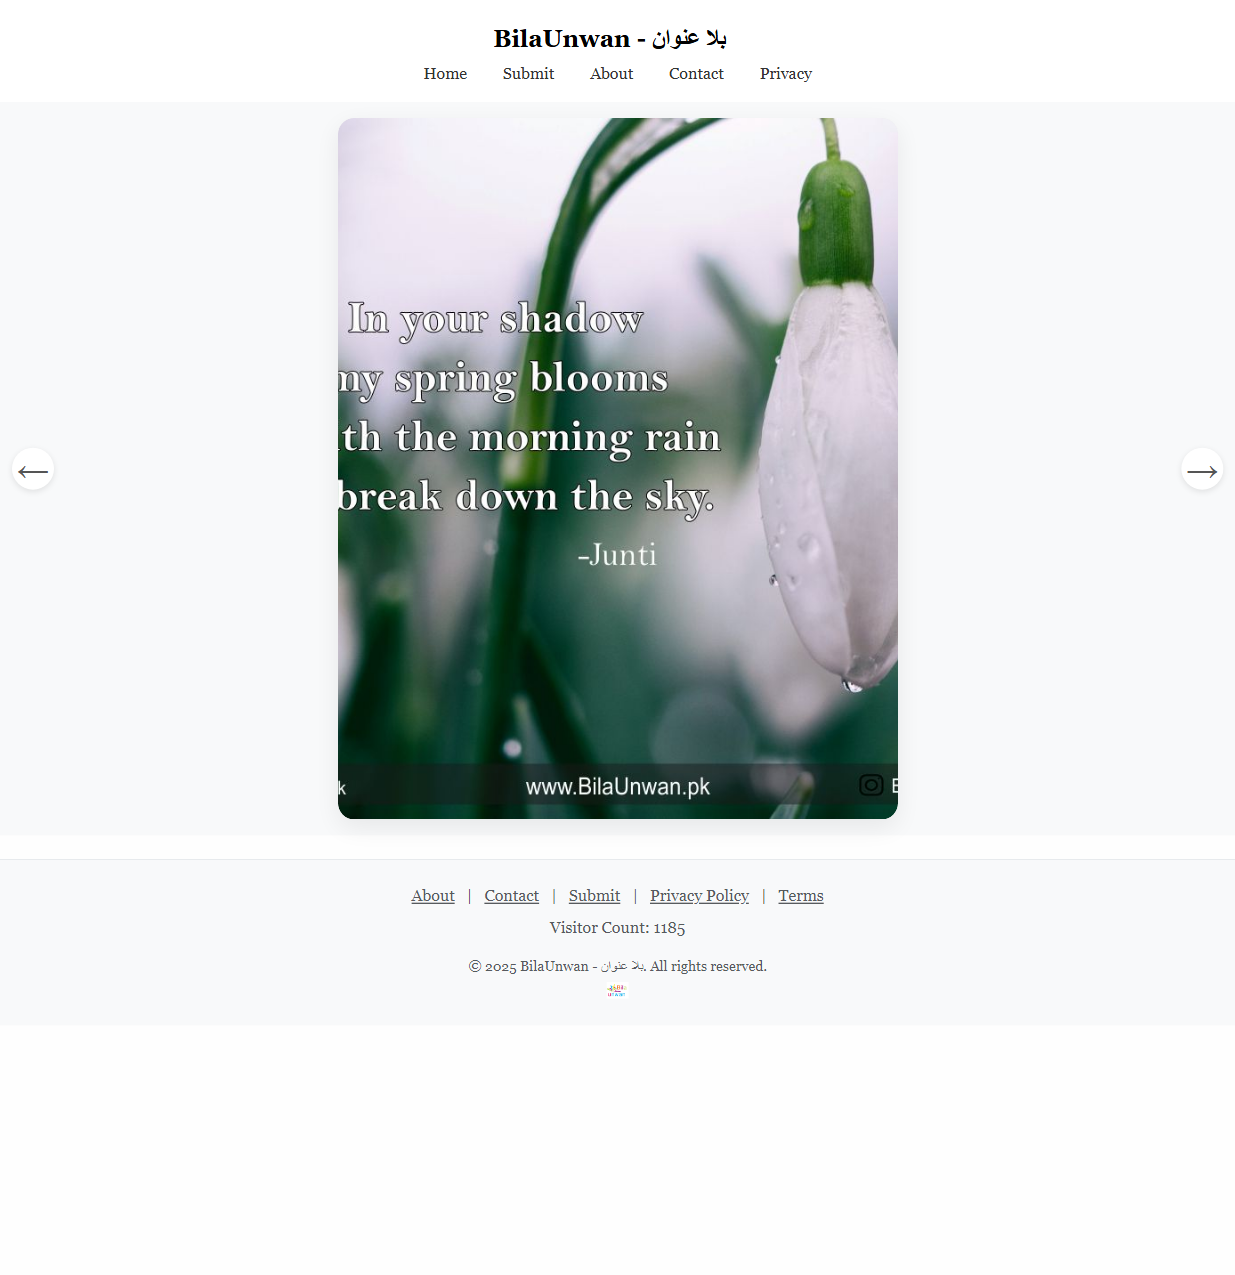 BilaUnwan - بلا عنوان
Home Submit About Contact Privacy
In your shadow
my spring blooms
th the morning rain
break down the sky.
-Junti
k www.BilaUnwan.pk
←
→
About | Contact | Submit | Privacy Policy | Terms
Visitor Count: 1185
© 2025 BilaUnwan - بلا عنوان. All rights reserved.